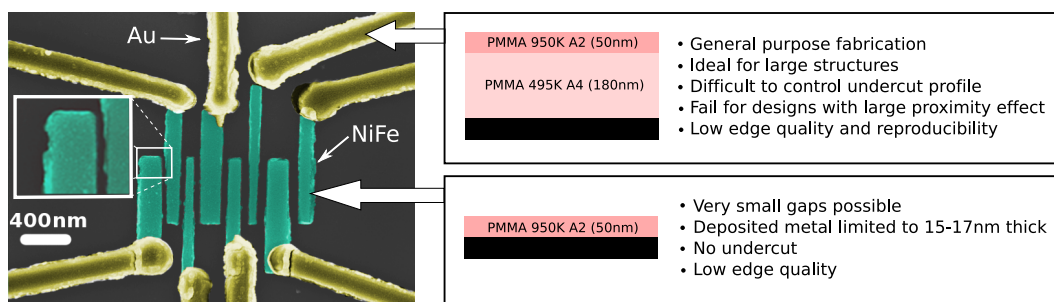 Au
NiFe
400nm
PMMA 950K A2 (50nm)
PMMA 495K A4 (180nm)
• General purpose fabrication
• Ideal for large structures
• Difficult to control undercut profile
• Fail for designs with large proximity effect
• Low edge quality and reproducibility
PMMA 950K A2 (50nm)
• Very small gaps possible
• Deposited metal limited to 15-17nm thick
• No undercut
• Low edge quality